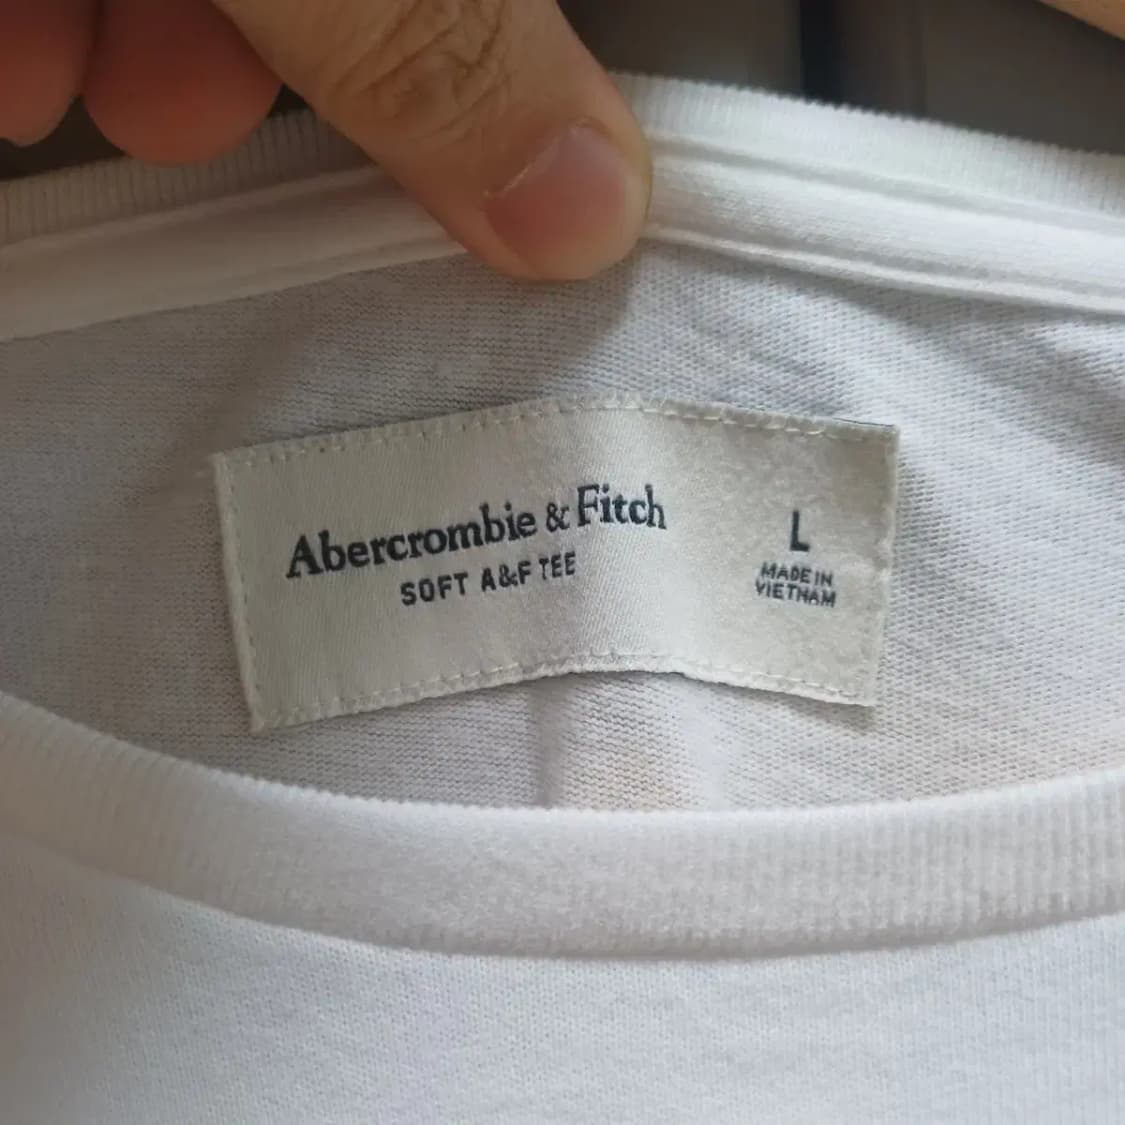 Abercrombie & Fitch
SOFT A&F TEE
L
MADE IN
VIETNAM